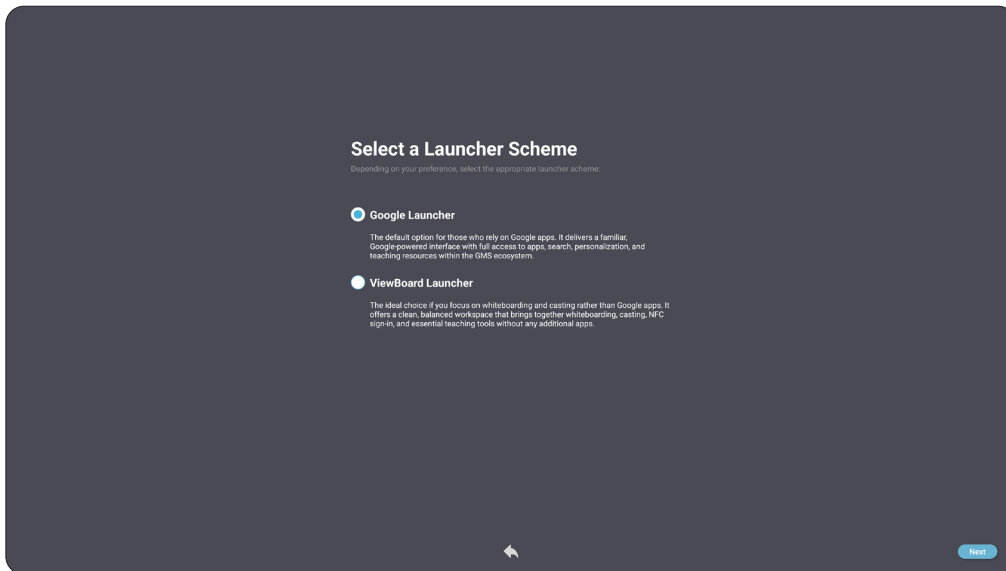 Select a Launcher Scheme
Depending on your preference, select the appropriate launcher scheme:
Google Launcher
The default option for those who rely on Google apps. It delivers a familiar,
Google-powered interface with full access to apps, search, personalization, and
teaching resources within the GMS ecosystem.
ViewBoard Launcher
The ideal choice if you focus on whiteboarding and casting rather than Google apps. It
offers a clean, balanced workspace that brings together whiteboarding, casting, NFC
sign-in, and essential teaching tools without any additional apps.
Next